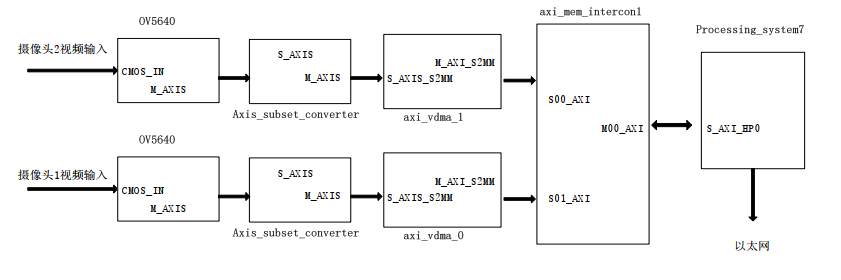 axi_mem_intercon1
OV5640
Processing_system7
摄像头2视频输入
CMOS_IN
M_AXIS
S_AXIS
M_AXIS
Axis_subset_converter
M_AXI_S2MM
S_AXIS_S2MM
axi_vdma_1
S00_AXI
M00_AXI
S01_AXI
S_AXI_HP0
OV5640
摄像头1视频输入
CMOS_IN
M_AXIS
S_AXIS
M_AXIS
Axis_subset_converter
M_AXI_S2MM
S_AXIS_S2MM
axi_vdma_0
以太网